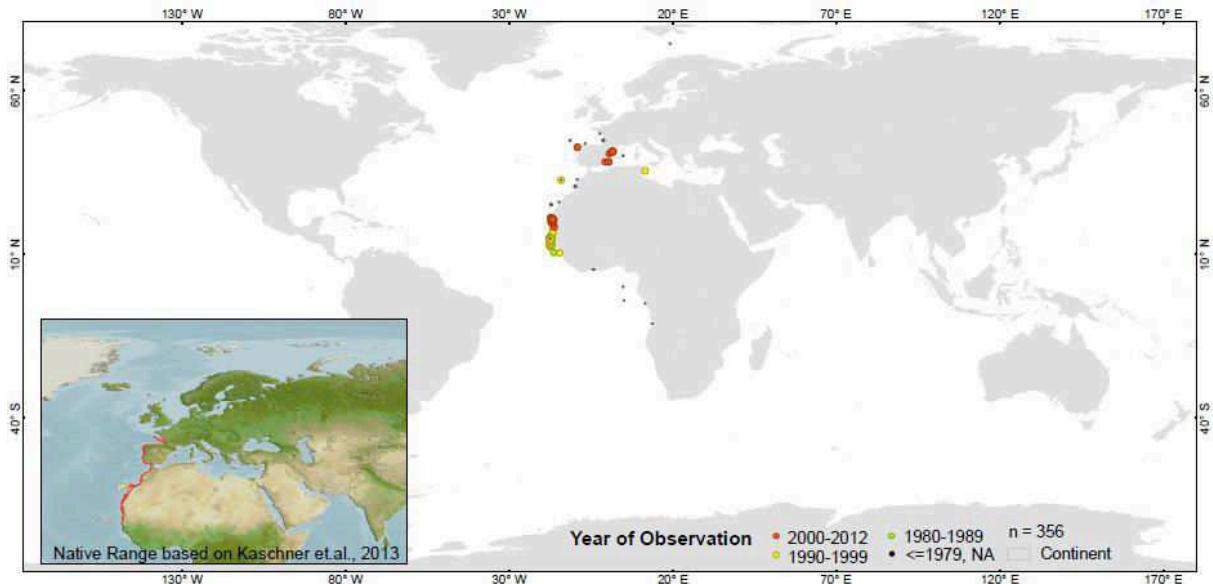 130° W 80° W 30° W 20° E 70° E 120° E 170° E
60° N 60° N
10° N 10° N
40° S 40° S
Native Range based on Kaschner et.al., 2013
Year of Observation 2000-2012 1980-1989 n = 356
1990-1999 <=1979, NA Continent
130° W 80° W 30° W 20° E 70° E 120° E 170° E